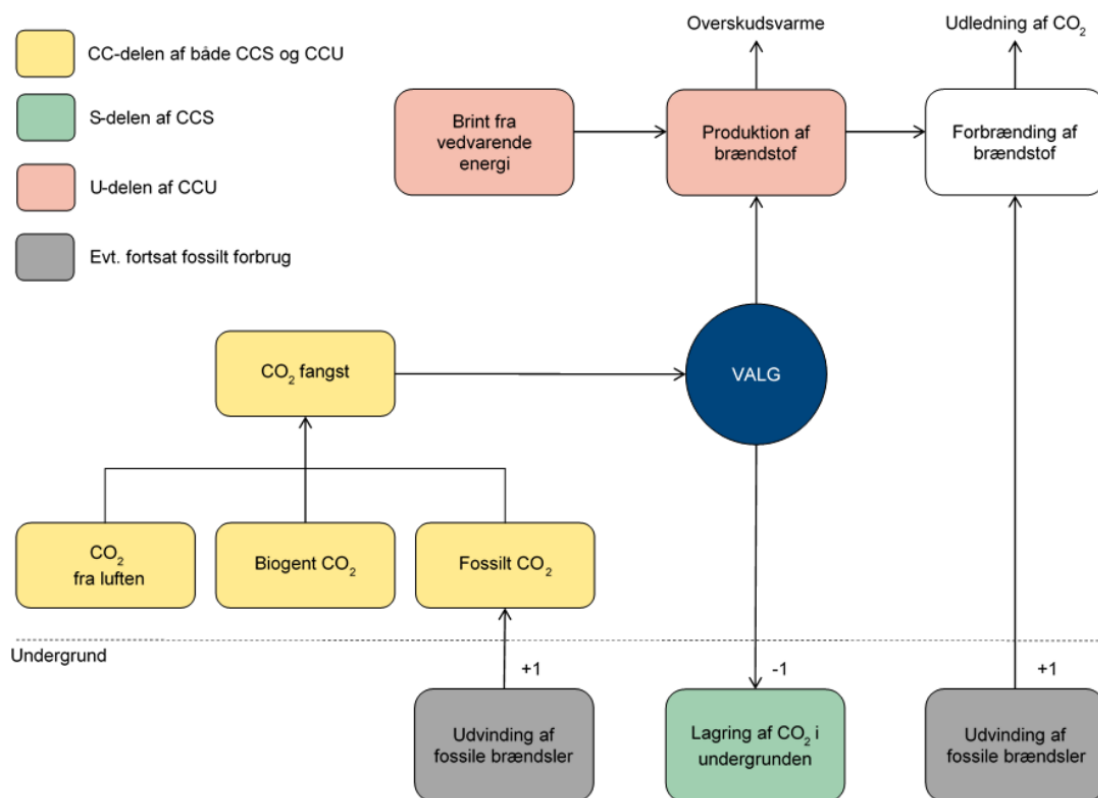 CC-delen af både CCS og CCU
S-delen af CCS
U-delen af CCU
Evt. fortsat fossilt forbrug
Overskudsvarme
Udledning af CO₂
Brint fra
vedvarende
energi
Produktion af
brændstof
Forbrænding af
brændstof
CO₂ fangst
VALG
CO₂
fra luften
Biogent CO₂
Fossilt CO₂
Undergrund
+1
-1
+1
Udvinding af
fossile brændsler
Lagring af CO₂ i
undergrunden
Udvinding af
fossile brændsler